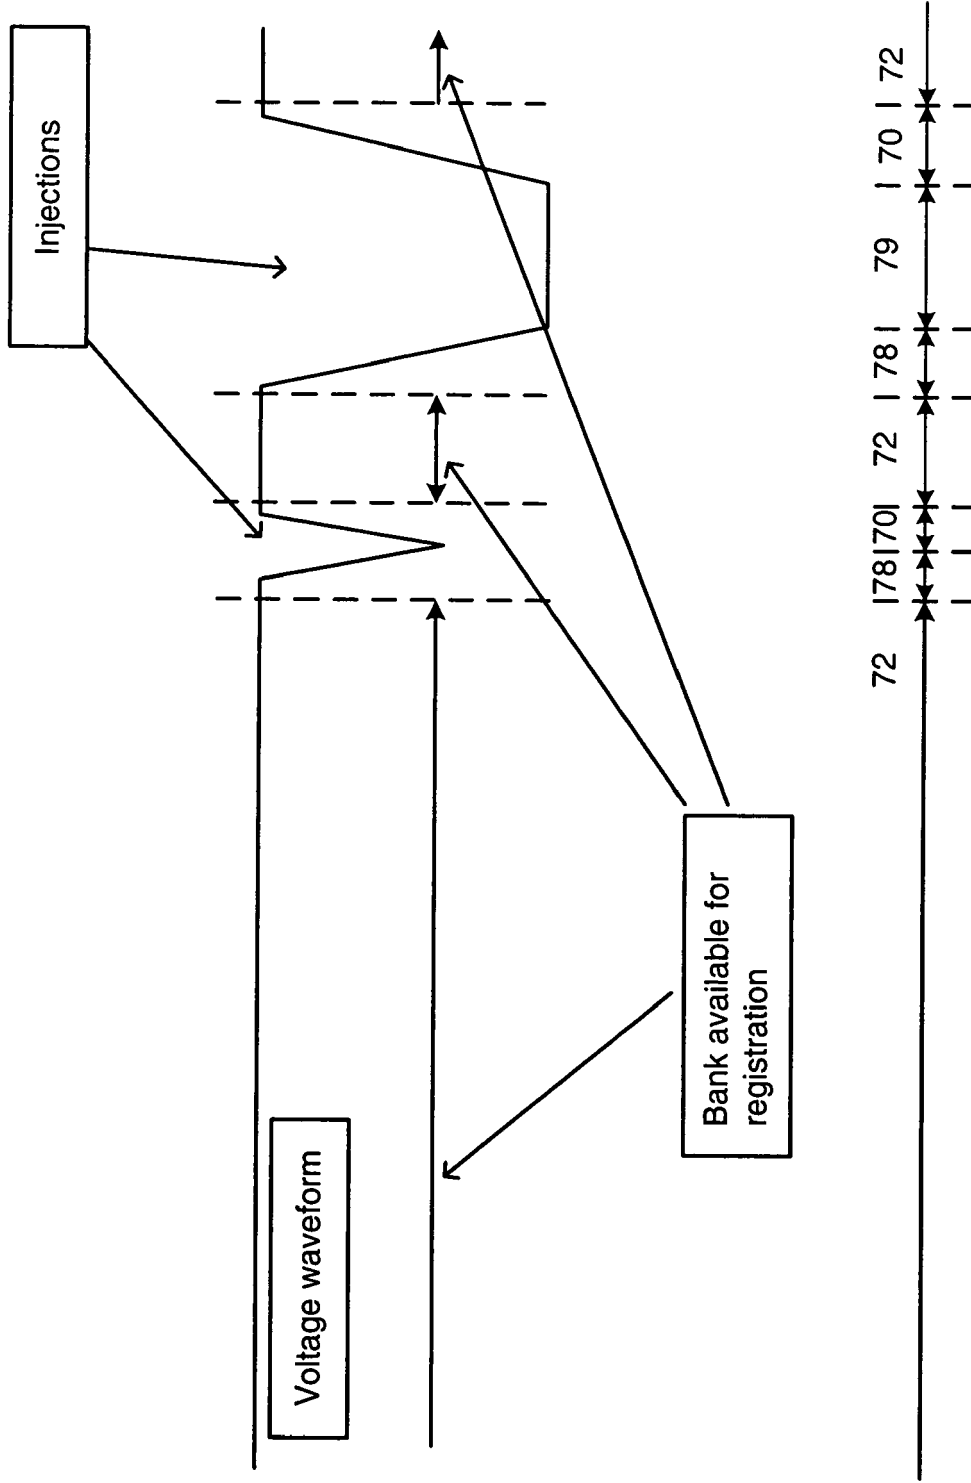 Injections
Voltage waveform
Bank available for
registration
72 78 70 72 78 79 70 72